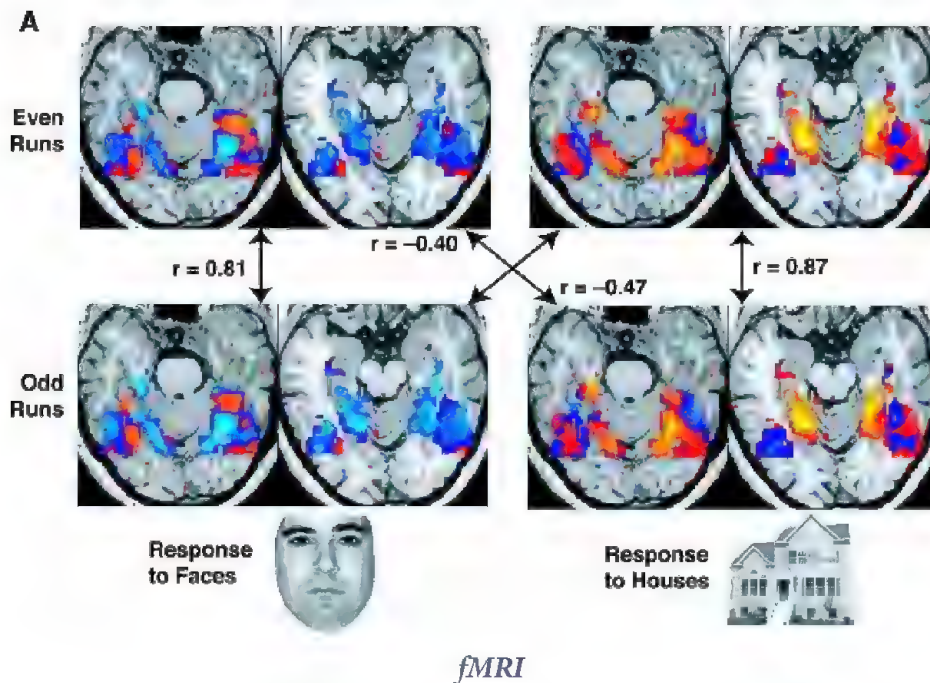 A
Even
Runs
r = 0.81
r = –0.40
r = –0.47
r = 0.87
Odd
Runs
Response
to Faces
Response
to Houses
fMRI